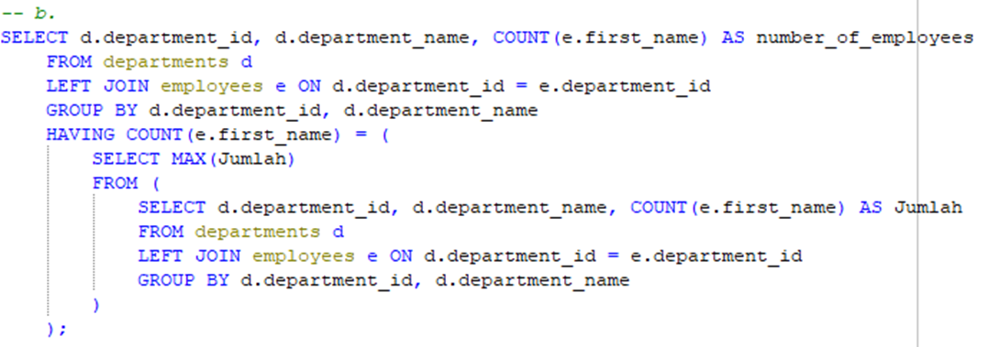 -- b.
SELECT d.department_id, d.department_name, COUNT(e.first_name) AS number_of_employees
FROM departments d
LEFT JOIN employees e ON d.department_id = e.department_id
GROUP BY d.department_id, d.department_name
HAVING COUNT(e.first_name) = (
SELECT MAX(Jumlah)
FROM (
SELECT d.department_id, d.department_name, COUNT(e.first_name) AS Jumlah
FROM departments d
LEFT JOIN employees e ON d.department_id = e.department_id
GROUP BY d.department_id, d.department_name
)
);